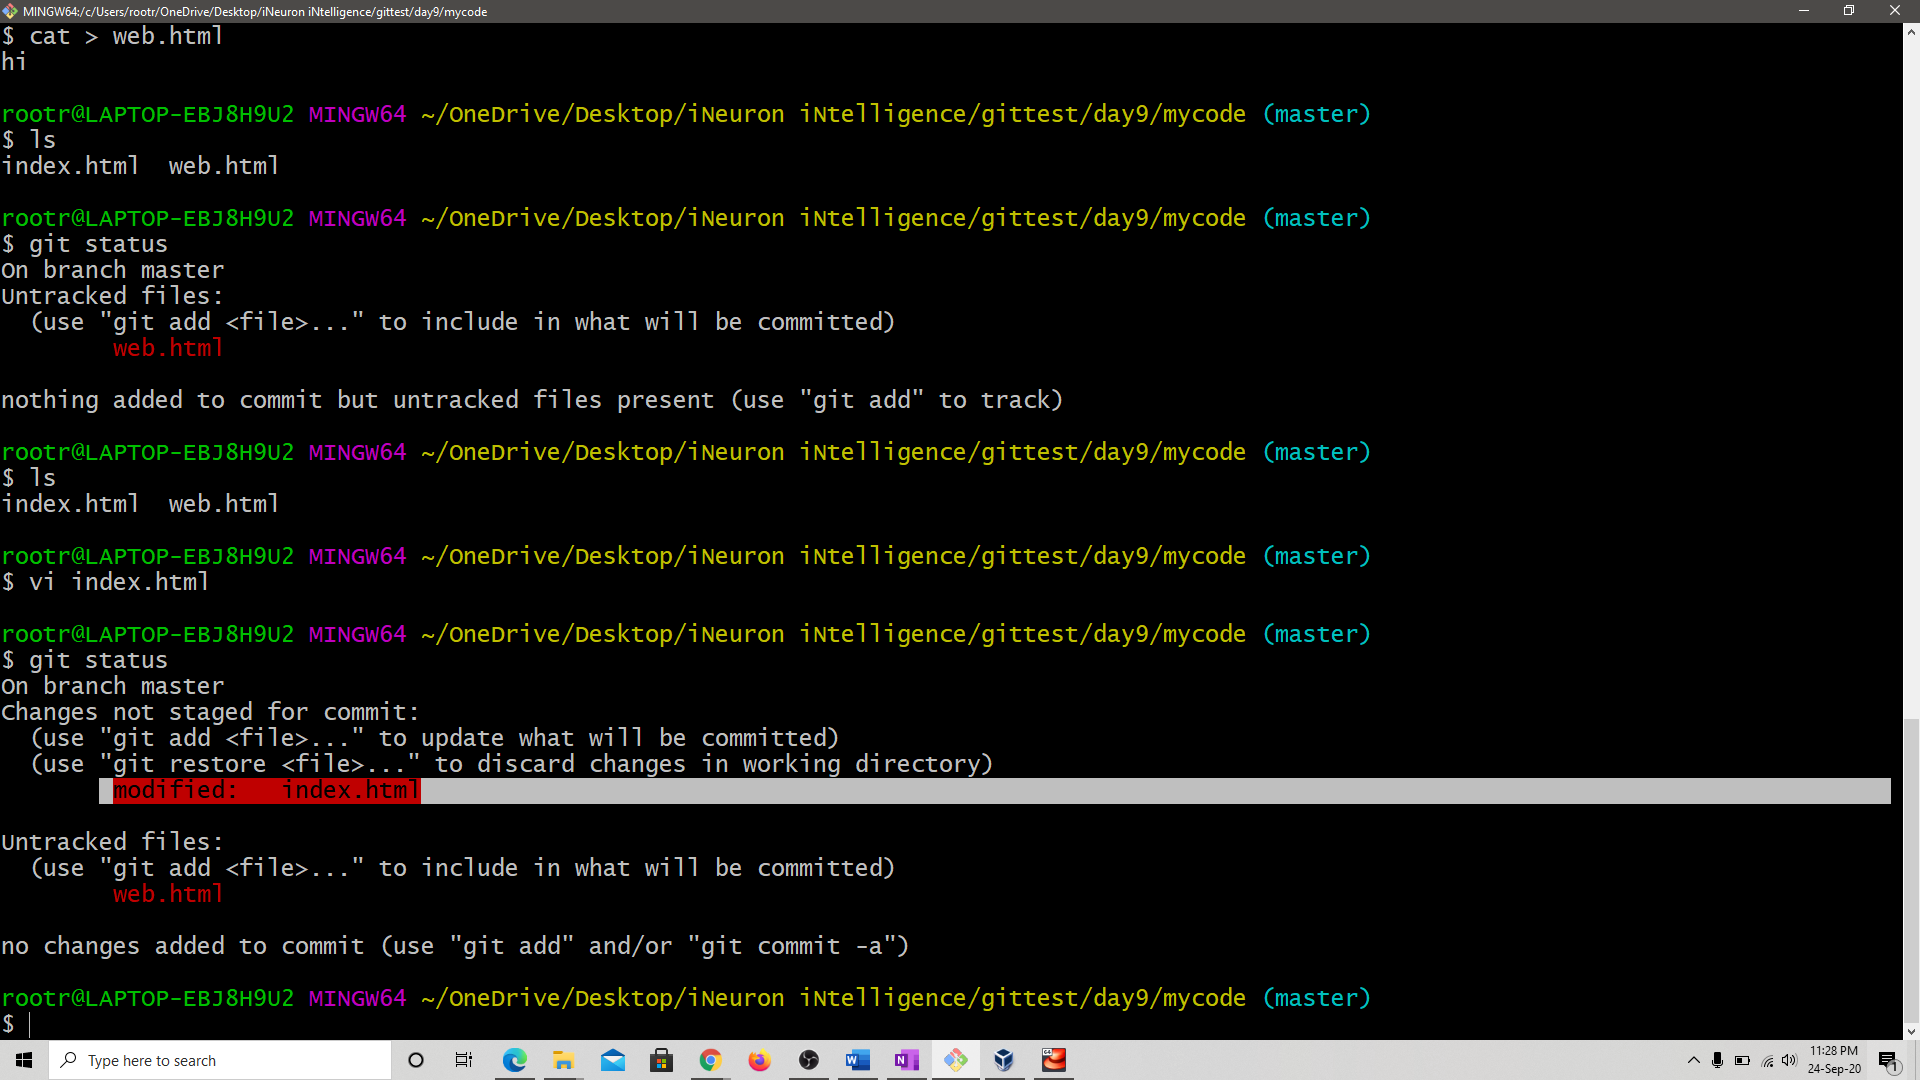 MINGW64:/c/Users/rootr/OneDrive/Desktop/iNeuron iNtelligence/gittest/day9/mycode
$ cat > web.html
hi
rootr@LAPTOP-EBJ8H9U2 MINGW64 ~/OneDrive/Desktop/iNeuron iNtelligence/gittest/day9/mycode (master)
$ ls
index.html  web.html
rootr@LAPTOP-EBJ8H9U2 MINGW64 ~/OneDrive/Desktop/iNeuron iNtelligence/gittest/day9/mycode (master)
$ git status
On branch master
Untracked files:
  (use "git add <file>..." to include in what will be committed)
        web.html
nothing added to commit but untracked files present (use "git add" to track)
rootr@LAPTOP-EBJ8H9U2 MINGW64 ~/OneDrive/Desktop/iNeuron iNtelligence/gittest/day9/mycode (master)
$ ls
index.html  web.html
rootr@LAPTOP-EBJ8H9U2 MINGW64 ~/OneDrive/Desktop/iNeuron iNtelligence/gittest/day9/mycode (master)
$ vi index.html
rootr@LAPTOP-EBJ8H9U2 MINGW64 ~/OneDrive/Desktop/iNeuron iNtelligence/gittest/day9/mycode (master)
$ git status
On branch master
Changes not staged for commit:
  (use "git add <file>..." to update what will be committed)
  (use "git restore <file>..." to discard changes in working directory)
        modified:   index.html
Untracked files:
  (use "git add <file>..." to include in what will be committed)
        web.html
no changes added to commit (use "git add" and/or "git commit -a")
rootr@LAPTOP-EBJ8H9U2 MINGW64 ~/OneDrive/Desktop/iNeuron iNtelligence/gittest/day9/mycode (master)
$
Type here to search
11:28 PM
24-Sep-20
1